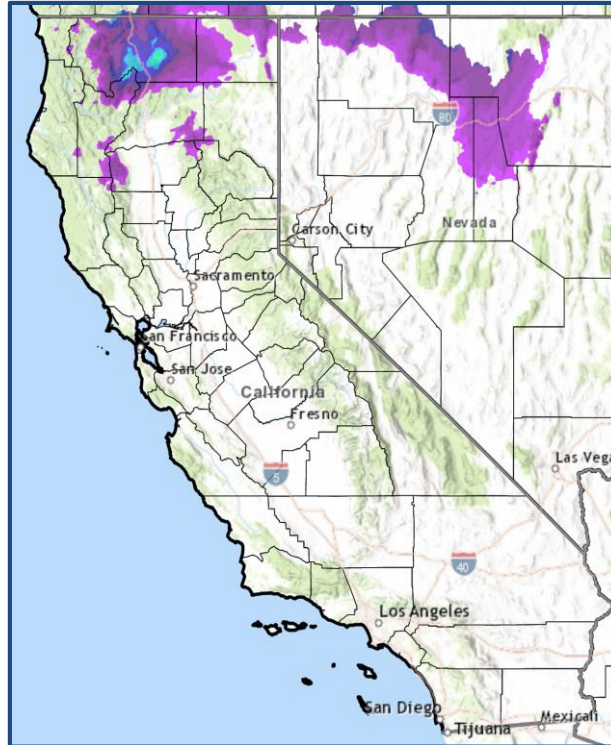 80
Carson City
Nevada
Sacramento
San Francisco
San Jose
California
Fresno
Las Vega
5
40
Los Angeles
San Diego
Tijuana
Mexicali